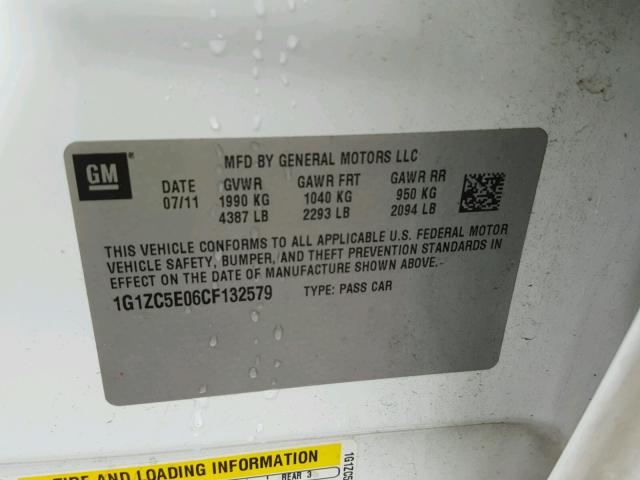 GM
MFD BY GENERAL MOTORS LLC
DATE GVWR GAWR FRT GAWR RR
07/11 1990 KG 1040 KG 950 KG
4387 LB 2293 LB 2094 LB
THIS VEHICLE CONFORMS TO ALL APPLICABLE U.S. FEDERAL MOTOR
VEHICLE SAFETY, BUMPER, AND THEFT PREVENTION STANDARDS IN
EFFECT ON THE DATE OF MANUFACTURE SHOWN ABOVE.
1G1ZC5E06CF132579 TYPE: PASS CAR
TIRE AND LOADING INFORMATION
REAR 3
1G1ZC5